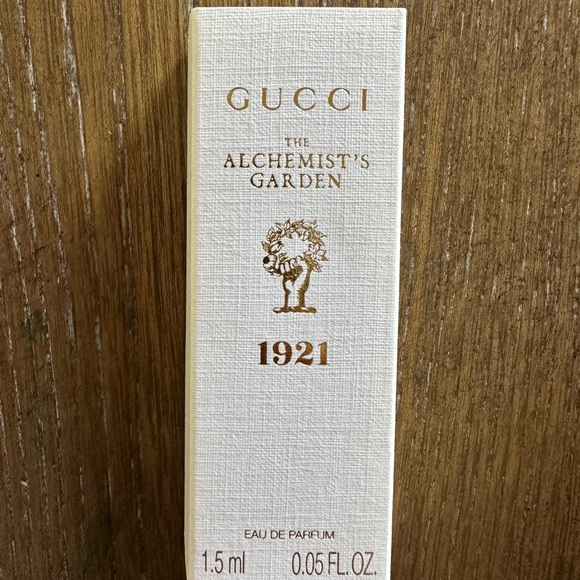 GUCCI
THE
ALCHEMIST'S
GARDEN
1921
EAU DE PARFUM
1.5 ml 0.05 FL.OZ.